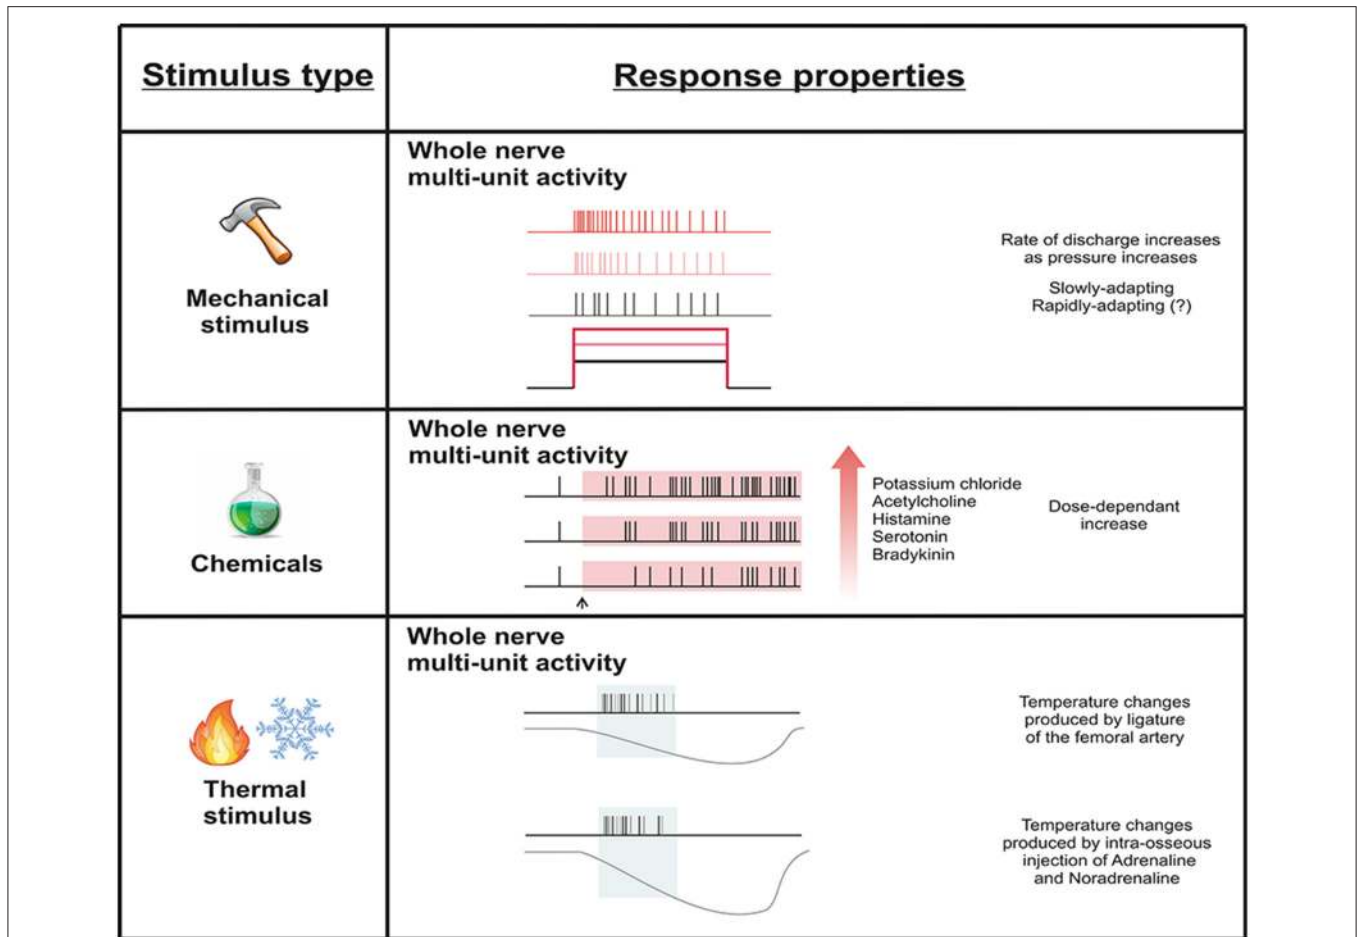 Stimulus type
Response properties
Mechanical
stimulus
Whole nerve
multi-unit activity
Rate of discharge increases
as pressure increases
Slowly-adapting
Rapidly-adapting (?)
Chemicals
Whole nerve
multi-unit activity
Potassium chloride
Acetylcholine
Histamine
Serotonin
Bradykinin
Dose-dependant
increase
Thermal
stimulus
Whole nerve
multi-unit activity
Temperature changes
produced by ligature
of the femoral artery
Temperature changes
produced by intra-osseous
injection of Adrenaline
and Noradrenaline